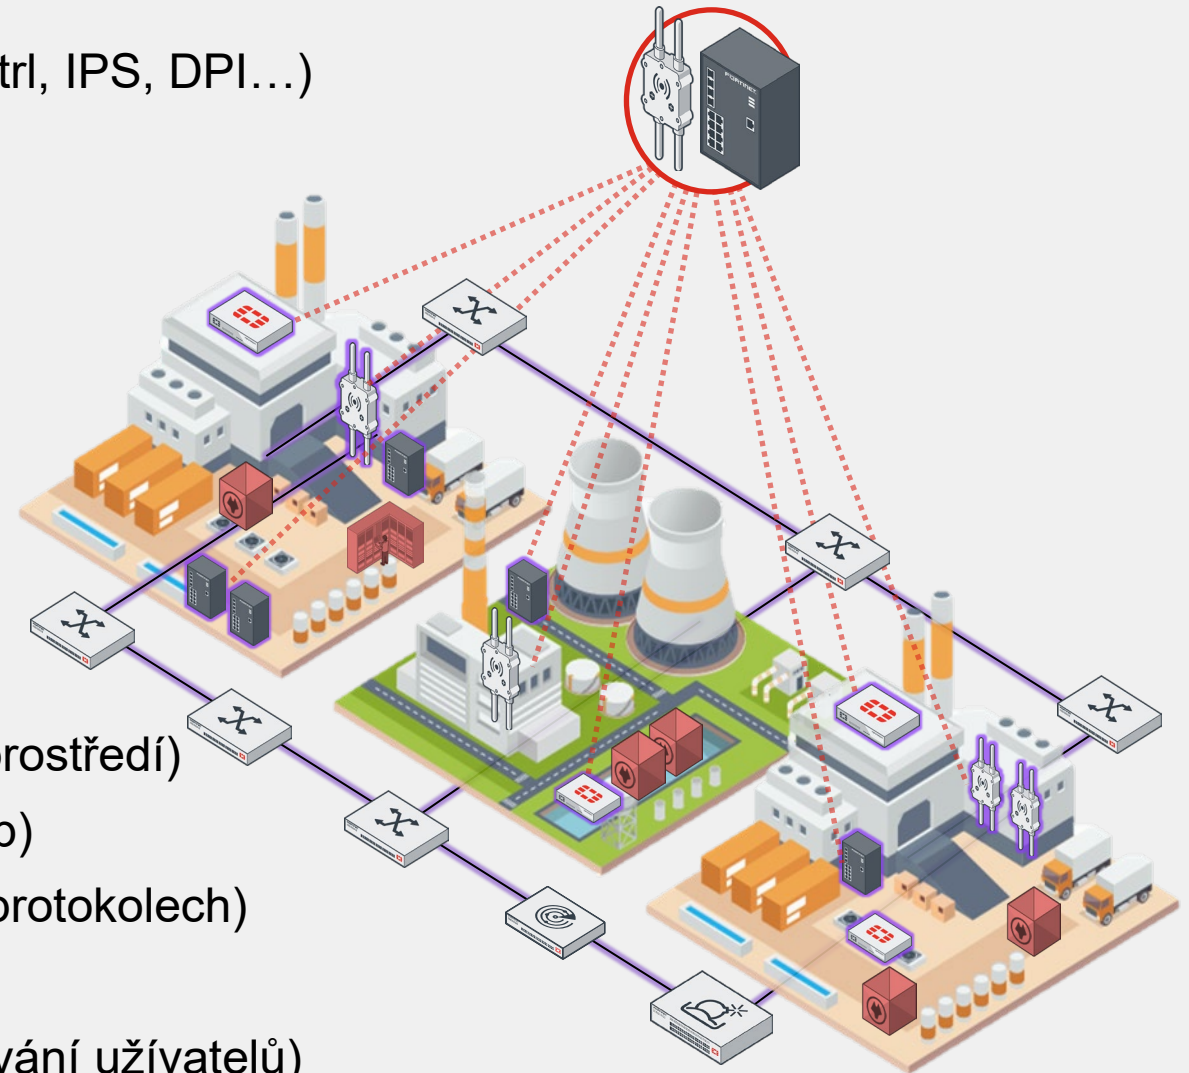 trl, IPS, DPI…)
FORTINET
prostředí)
protokolech)
vání užívatelů)